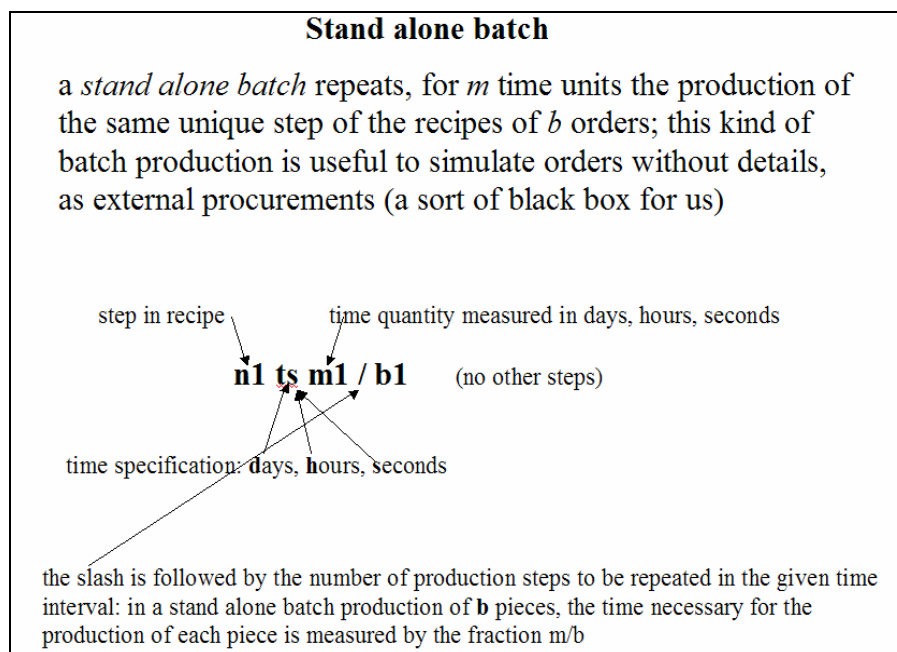 Stand alone batch
a stand alone batch repeats, for m time units the production of
the same unique step of the recipes of b orders; this kind of
batch production is useful to simulate orders without details,
as external procurements (a sort of black box for us)
step in recipe time quantity measured in days, hours, seconds
n1 ts m1 / b1 (no other steps)
time specification: days, hours, seconds
the slash is followed by the number of production steps to be repeated in the given time
interval: in a stand alone batch production of b pieces, the time necessary for the
production of each piece is measured by the fraction m/b